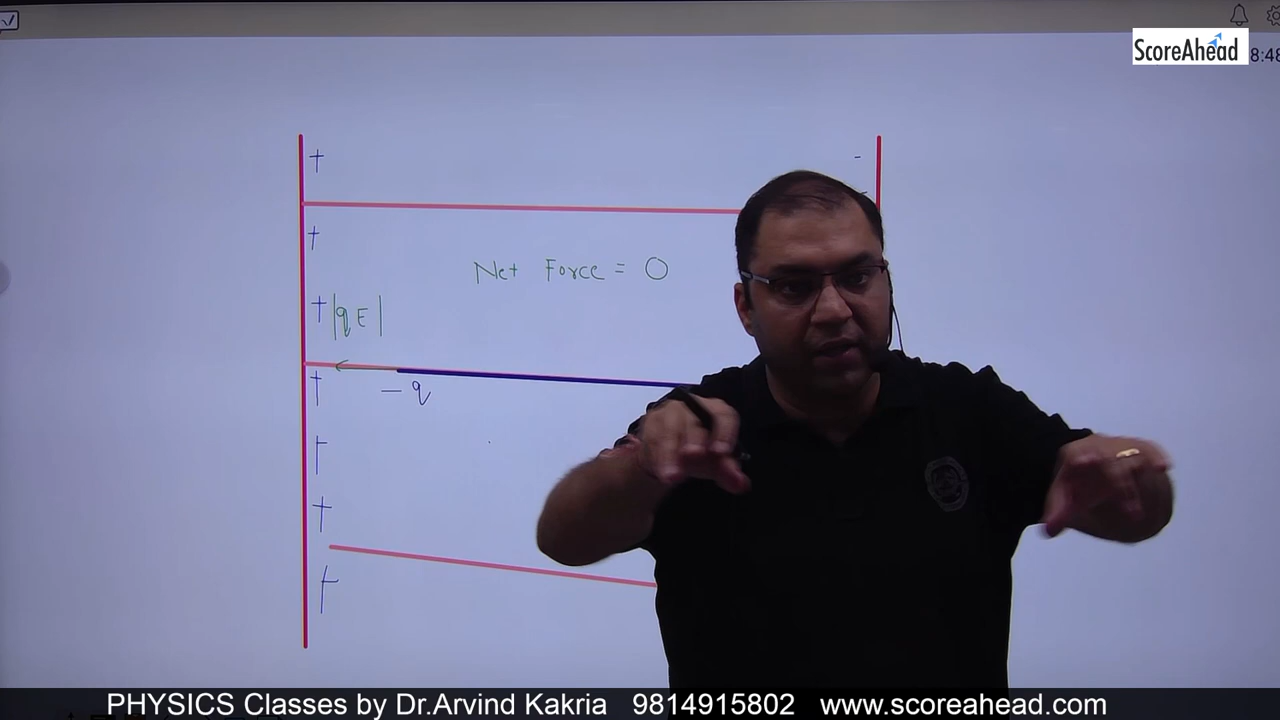 ScoreAhead
8:48
+ -
+
Net Force = 0
+ |qE|
+ -q
+
+
+
PHYSICS Classes by Dr.Arvind Kakria 9814915802 www.scoreahead.com